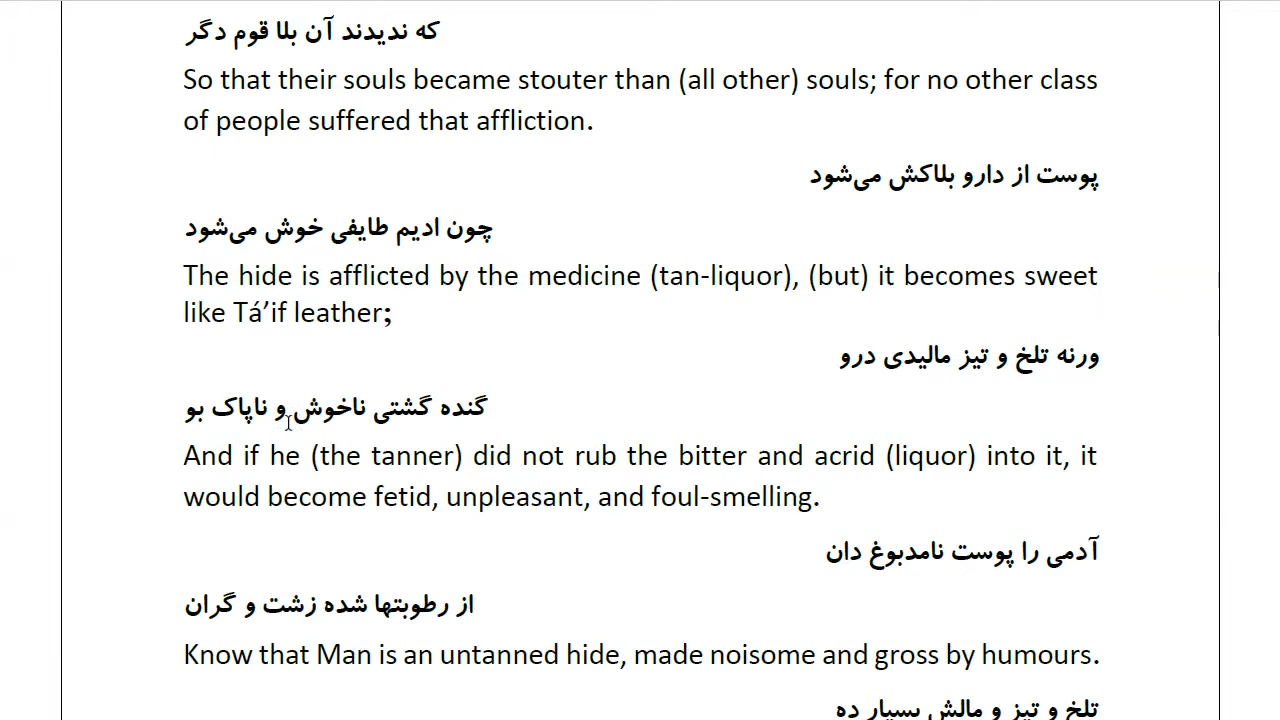 که ندیدند آن بلا قوم دگر
So that their souls became stouter than (all other) souls; for no other class
of people suffered that affliction.
پوست از دارو بلاکش می‌شود
چون ادیم طایفی خوش می‌شود
The hide is afflicted by the medicine (tan-liquor), (but) it becomes sweet
like Tá’if leather;
ورنه تلخ و تیز مالیدی درو
گنده گشتی ناخوش و ناپاک بو
And if he (the tanner) did not rub the bitter and acrid (liquor) into it, it
would become fetid, unpleasant, and foul-smelling.
آدمی را پوست نامدبوغ دان
از رطوبتها شده زشت و گران
Know that Man is an untanned hide, made noisome and gross by humours.
تلخ و تیز و مالش بسیار ده